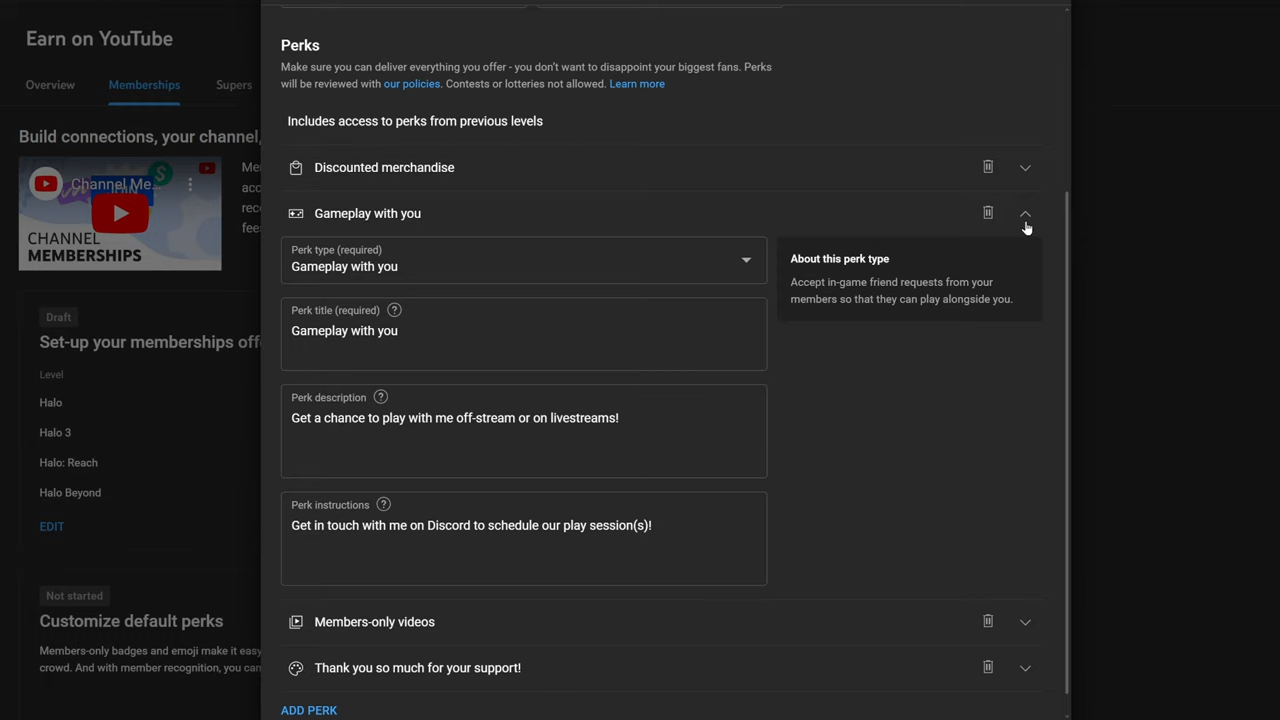 Earn on YouTube
Overview
Memberships
Supers
Build connections, your channel,
Channel Me...
JOIN
CHANNEL
MEMBERSHIPS
Draft
Set-up your memberships off
Level
Halo
Halo 3
Halo: Reach
Halo Beyond
EDIT
Not started
Customize default perks
Members-only badges and emoji make it easy
crowd. And with member recognition, you can
Perks
Make sure you can deliver everything you offer - you don't want to disappoint your biggest fans. Perks
will be reviewed with our policies. Contests or lotteries not allowed. Learn more
Includes access to perks from previous levels
Discounted merchandise
Gameplay with you
Perk type (required)
Gameplay with you
About this perk type
Accept in-game friend requests from your
members so that they can play alongside you.
Perk title (required)
Gameplay with you
Perk description
Get a chance to play with me off-stream or on livestreams!
Perk instructions
Get in touch with me on Discord to schedule our play session(s)!
Members-only videos
Thank you so much for your support!
ADD PERK